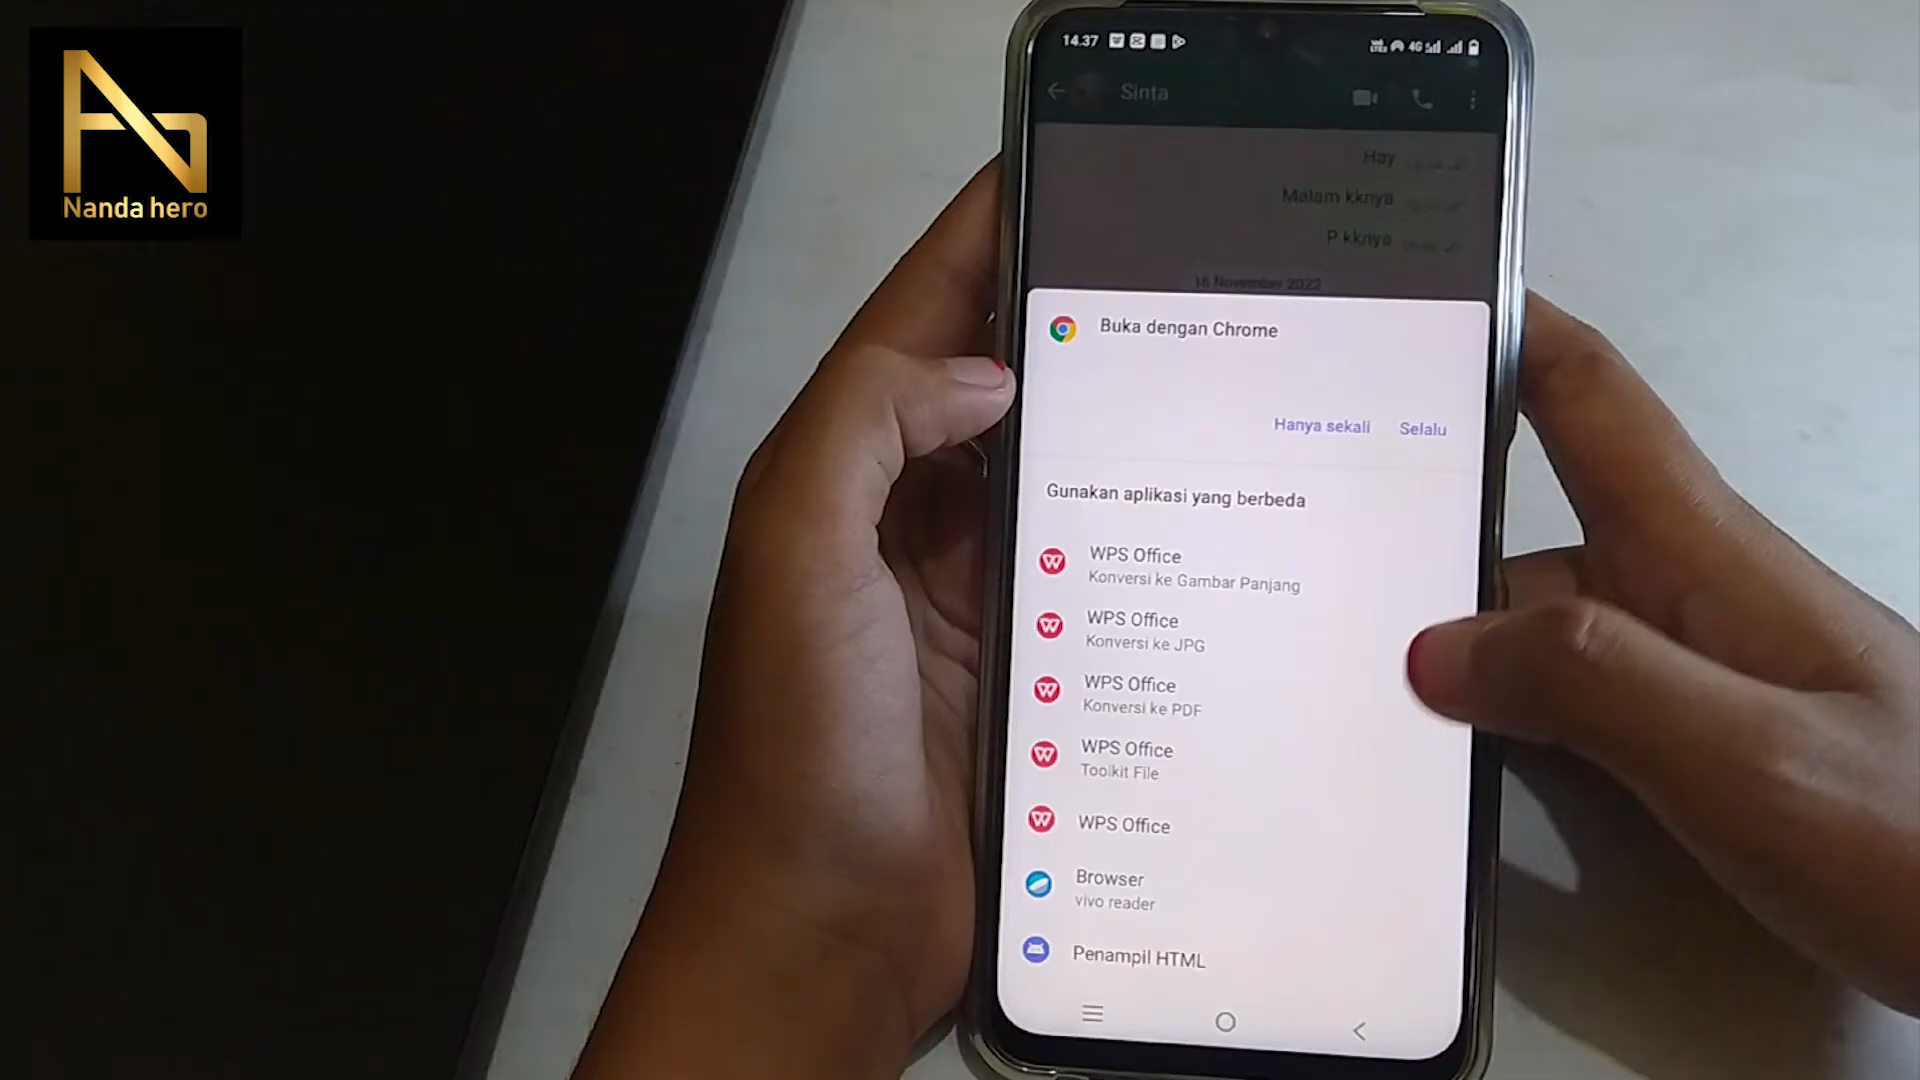 Nanda hero
14.37
4G
Sinta
Hay
Malam kknya
P kknya
16 November 2022
Buka dengan Chrome
Hanya sekali
Selalu
Gunakan aplikasi yang berbeda
WPS Office
Konversi ke Gambar Panjang
WPS Office
Konversi ke JPG
WPS Office
Konversi ke PDF
WPS Office
Toolkit File
WPS Office
Browser
vivo reader
Penampil HTML